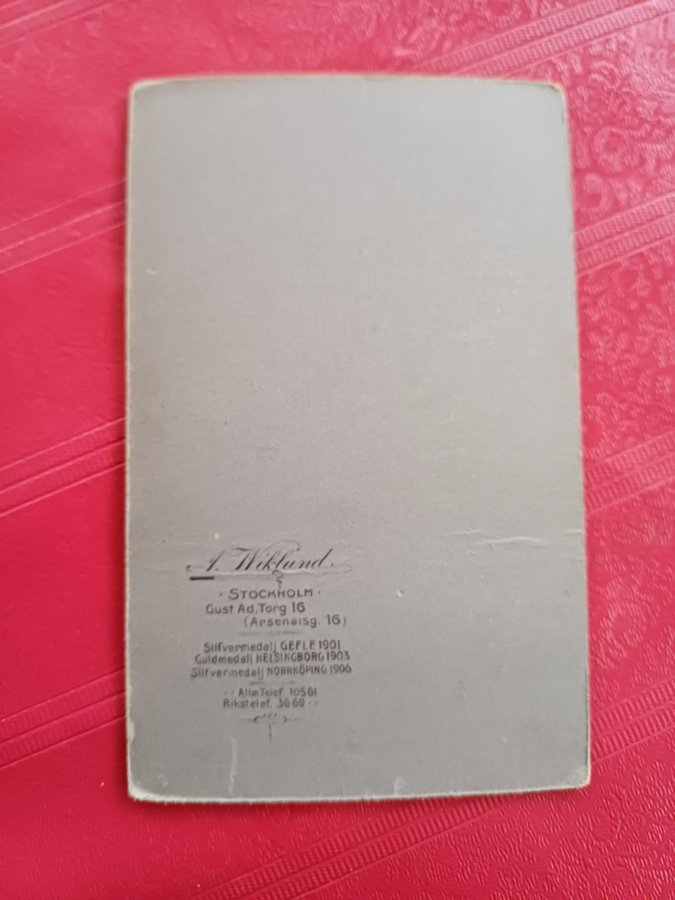 A. Wiklund.
· STOCKHOLM ·
Gust Ad. Torg 16
(Arsenalsg. 16)
Silfvermedalj GEFLE 1901
Guldmedalj HELSINGBORG 1903
Silfvermedalj NORRKÖPING 1906
·· Allm. Telef. 10561
Rikstelef. 3669 ··